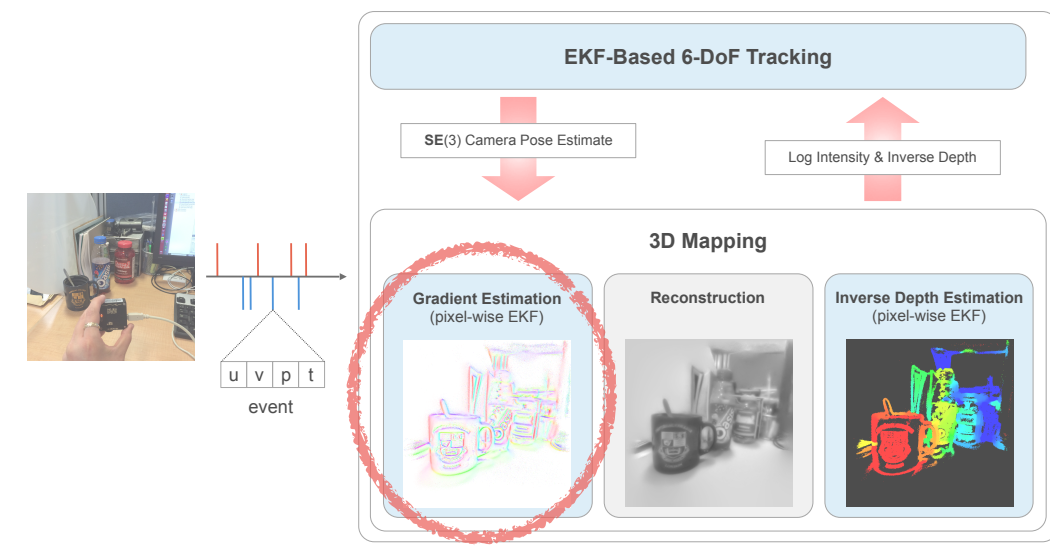 EKF-Based 6-DoF Tracking
SE(3) Camera Pose Estimate
Log Intensity & Inverse Depth
3D Mapping
Gradient Estimation
(pixel-wise EKF)
Reconstruction
Inverse Depth Estimation
(pixel-wise EKF)
u v p t
event